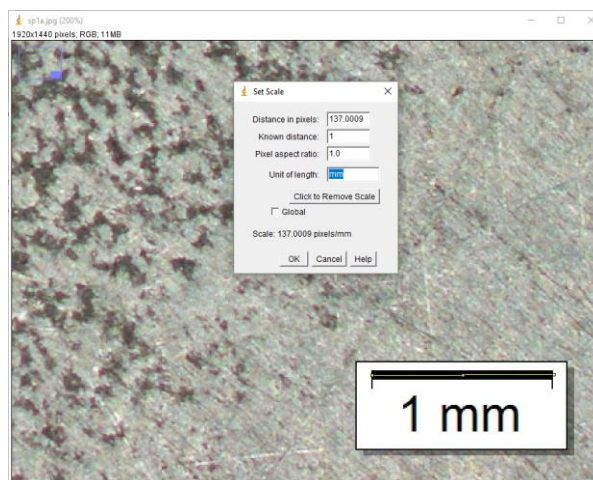 sp1a.jpg (200%)
1920x1440 pixels; RGB; 11MB
Set Scale
Distance in pixels: 137.0009
Known distance: 1
Pixel aspect ratio: 1.0
Unit of length: mm
Click to Remove Scale
Global
Scale: 137.0009 pixels/mm
OK Cancel Help
1 mm